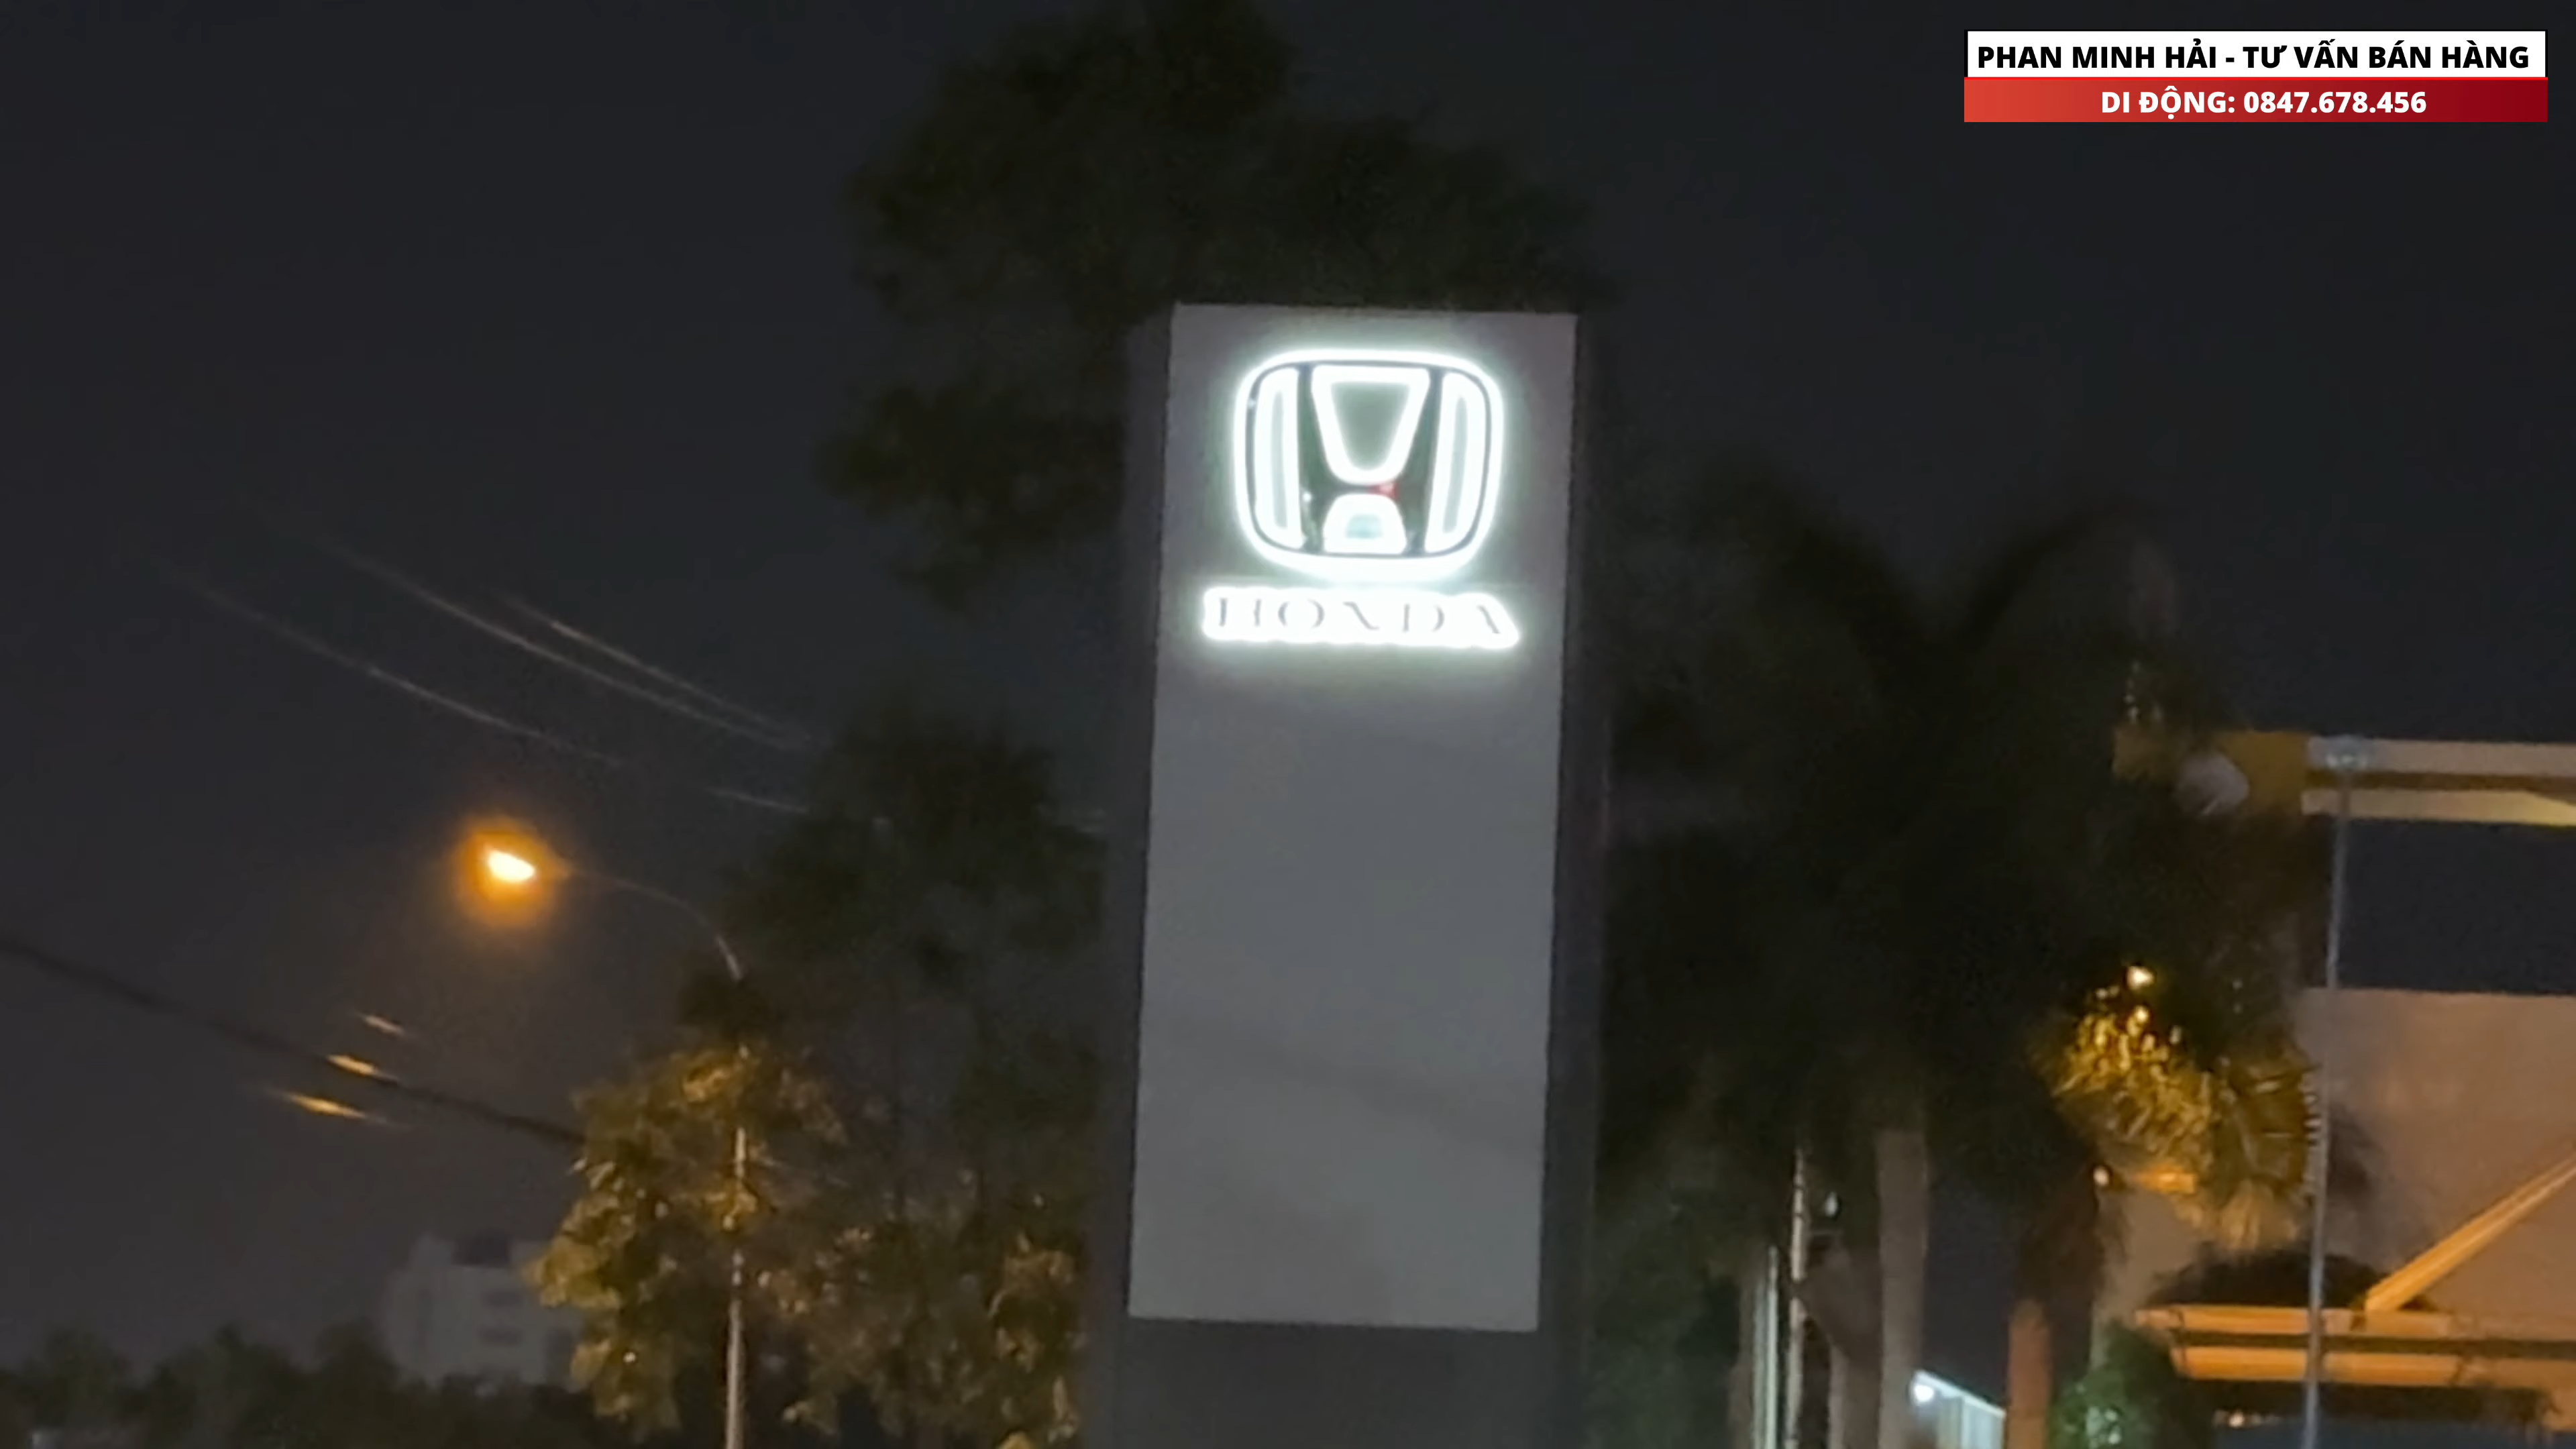 PHAN MINH HẢI - TƯ VẤN BÁN HÀNG
DI ĐỘNG: 0847.678.456
HONDA